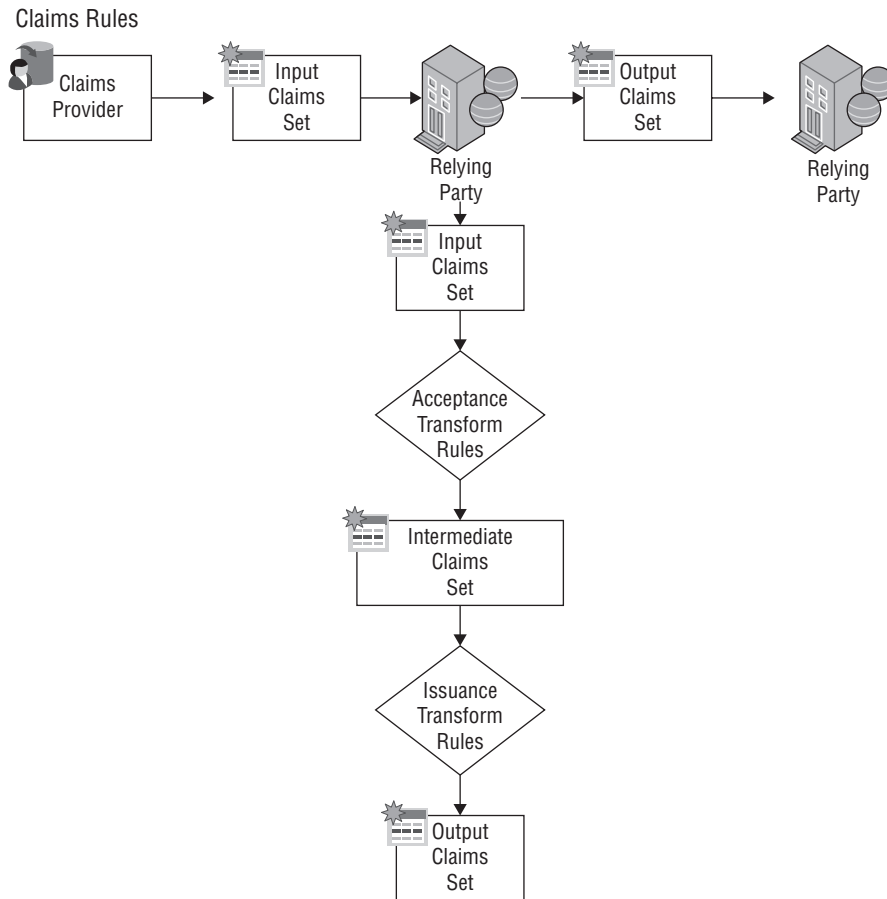 Claims Rules
Claims
Provider
Input
Claims
Set
Relying
Party
Output
Claims
Set
Relying
Party
Input
Claims
Set
Acceptance
Transform
Rules
Intermediate
Claims
Set
Issuance
Transform
Rules
Output
Claims
Set